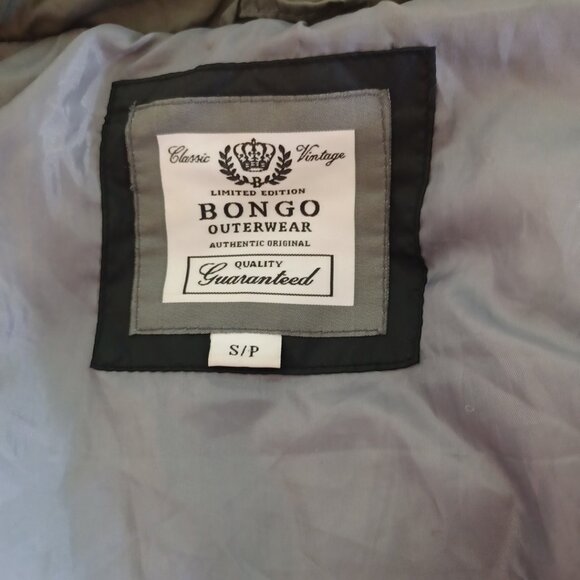 Classic Vintage
B
LIMITED EDITION
BONGO
OUTERWEAR
AUTHENTIC ORIGINAL
QUALITY
Guaranteed
S/P